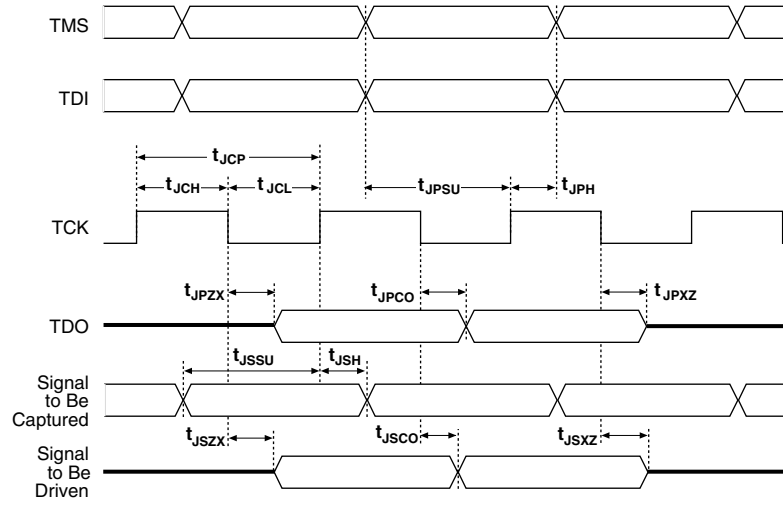 TMS
TDI
tJCP
tJCH
tJCL
tJPSU
tJPH
TCK
tJPZX
tJPCO
tJPXZ
TDO
tJSSU
tJSH
Signal
to Be
Captured
tJSZX
tJSCO
tJSXZ
Signal
to Be
Driven